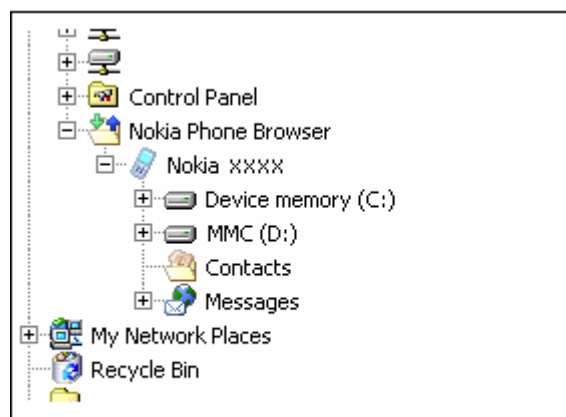 Control Panel
Nokia Phone Browser
Nokia xxxx
Device memory (C:)
MMC (D:)
Contacts
Messages
My Network Places
Recycle Bin